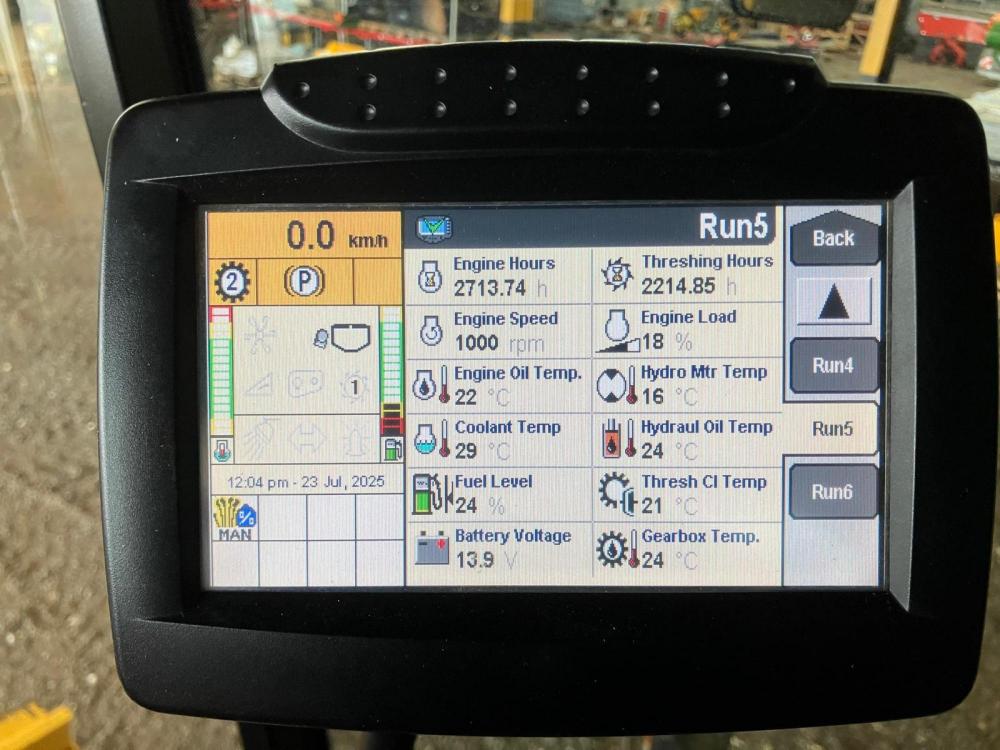 0.0 km/h
2 P
1
12:04 pm - 23 Jul, 2025
MAN
Run5
Engine Hours
2713.74 h
Threshing Hours
2214.85 h
Engine Speed
1000 rpm
Engine Load
18 %
Engine Oil Temp.
22 °C
Hydro Mtr Temp
16 °C
Coolant Temp
29 °C
Hydraul Oil Temp
24 °C
Fuel Level
24 %
Thresh Cl Temp
21 °C
Battery Voltage
13.9 V
Gearbox Temp.
24 °C
Back
Run4
Run5
Run6